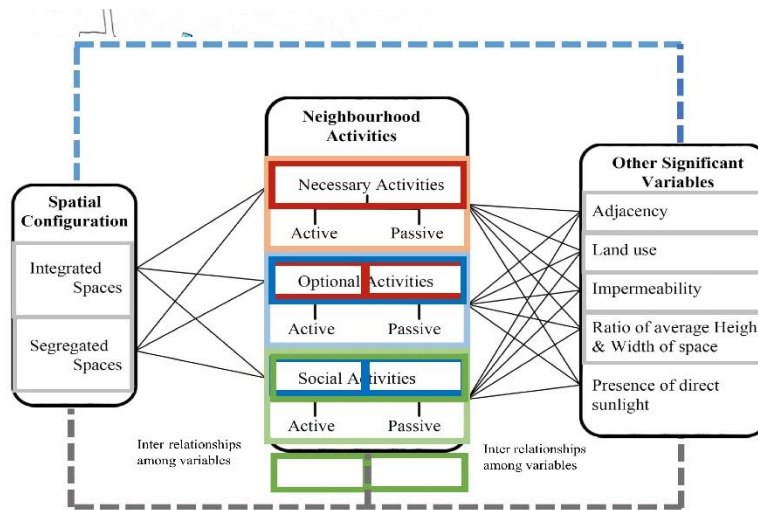 Neighbourhood
Activities
Spatial
Configuration
Integrated
Spaces
Segregated
Spaces
Necessary Activities
Active Passive
Optional Activities
Active Passive
Social Activities
Active Passive
Other Significant
Variables
Adjacency
Land use
Impermeability
Ratio of average Heigh
& Width of space
Presence of direct
sunlight
Inter relationships
among variables
Inter relationships
among variables